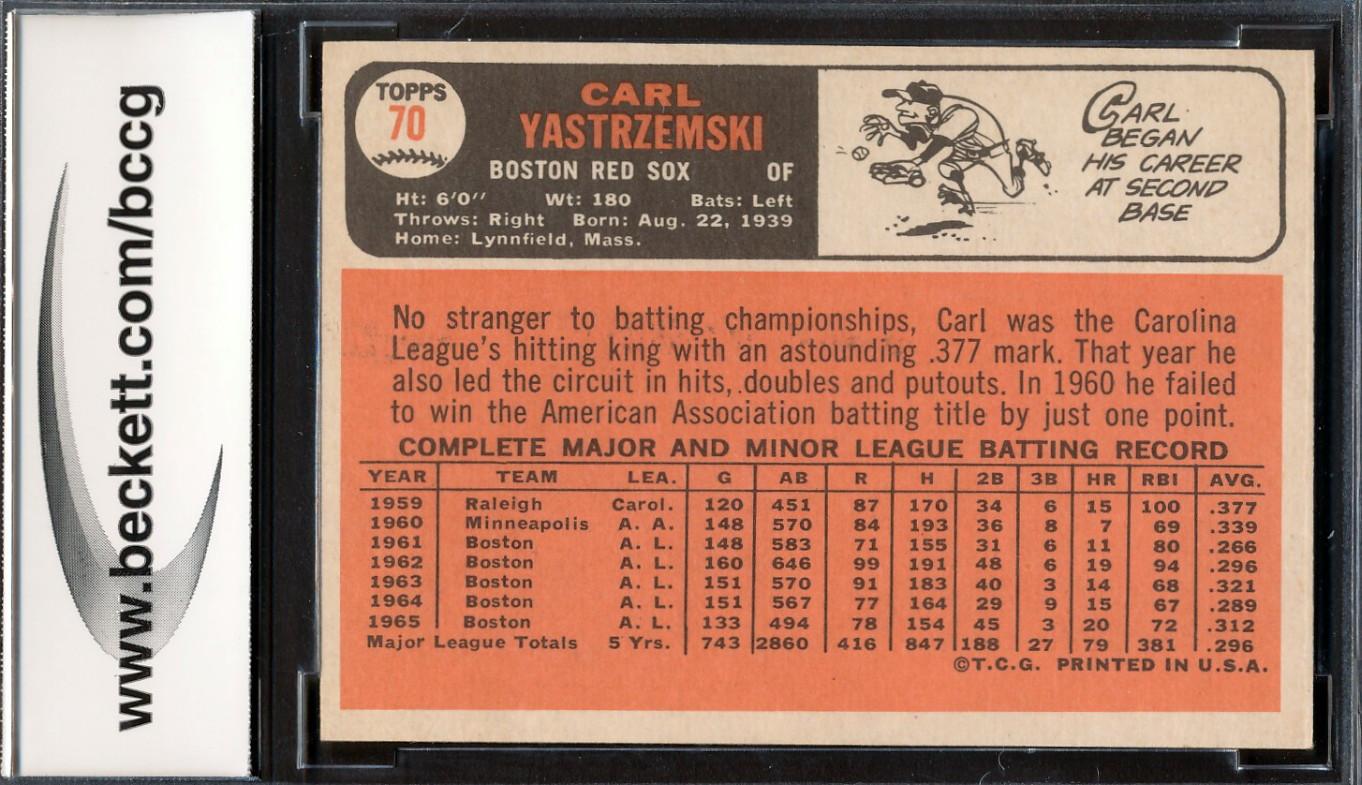 www.beckett.com/bccg
TOPPS
70
CARL
YASTRZEMSKI
BOSTON RED SOX OF
Ht: 6'0" Wt: 180 Bats: Left
Throws: Right Born: Aug. 22, 1939
Home: Lynnfield, Mass.
CARL
BEGAN
HIS CAREER
AT SECOND
BASE
No stranger to batting championships, Carl was the Carolina
League's hitting king with an astounding .377 mark. That year he
also led the circuit in hits, doubles and putouts. In 1960 he failed
to win the American Association batting title by just one point.
COMPLETE MAJOR AND MINOR LEAGUE BATTING RECORD
YEAR TEAM LEA. G AB R H 2B 3B HR RBI AVG.
1959 Raleigh Carol. 120 451 87 170 34 6 15 100 .377
1960 Minneapolis A. A. 148 570 84 193 36 8 7 69 .339
1961 Boston A. L. 148 583 71 155 31 6 11 80 .266
1962 Boston A. L. 160 646 99 191 48 6 19 94 .296
1963 Boston A. L. 151 570 91 183 40 3 14 68 .321
1964 Boston A. L. 151 567 77 164 29 9 15 67 .289
1965 Boston A. L. 133 494 78 154 45 3 20 72 .312
Major League Totals 5 Yrs. 743 2860 416 847 188 27 79 381 .296
©T.C.G. PRINTED IN U.S.A.